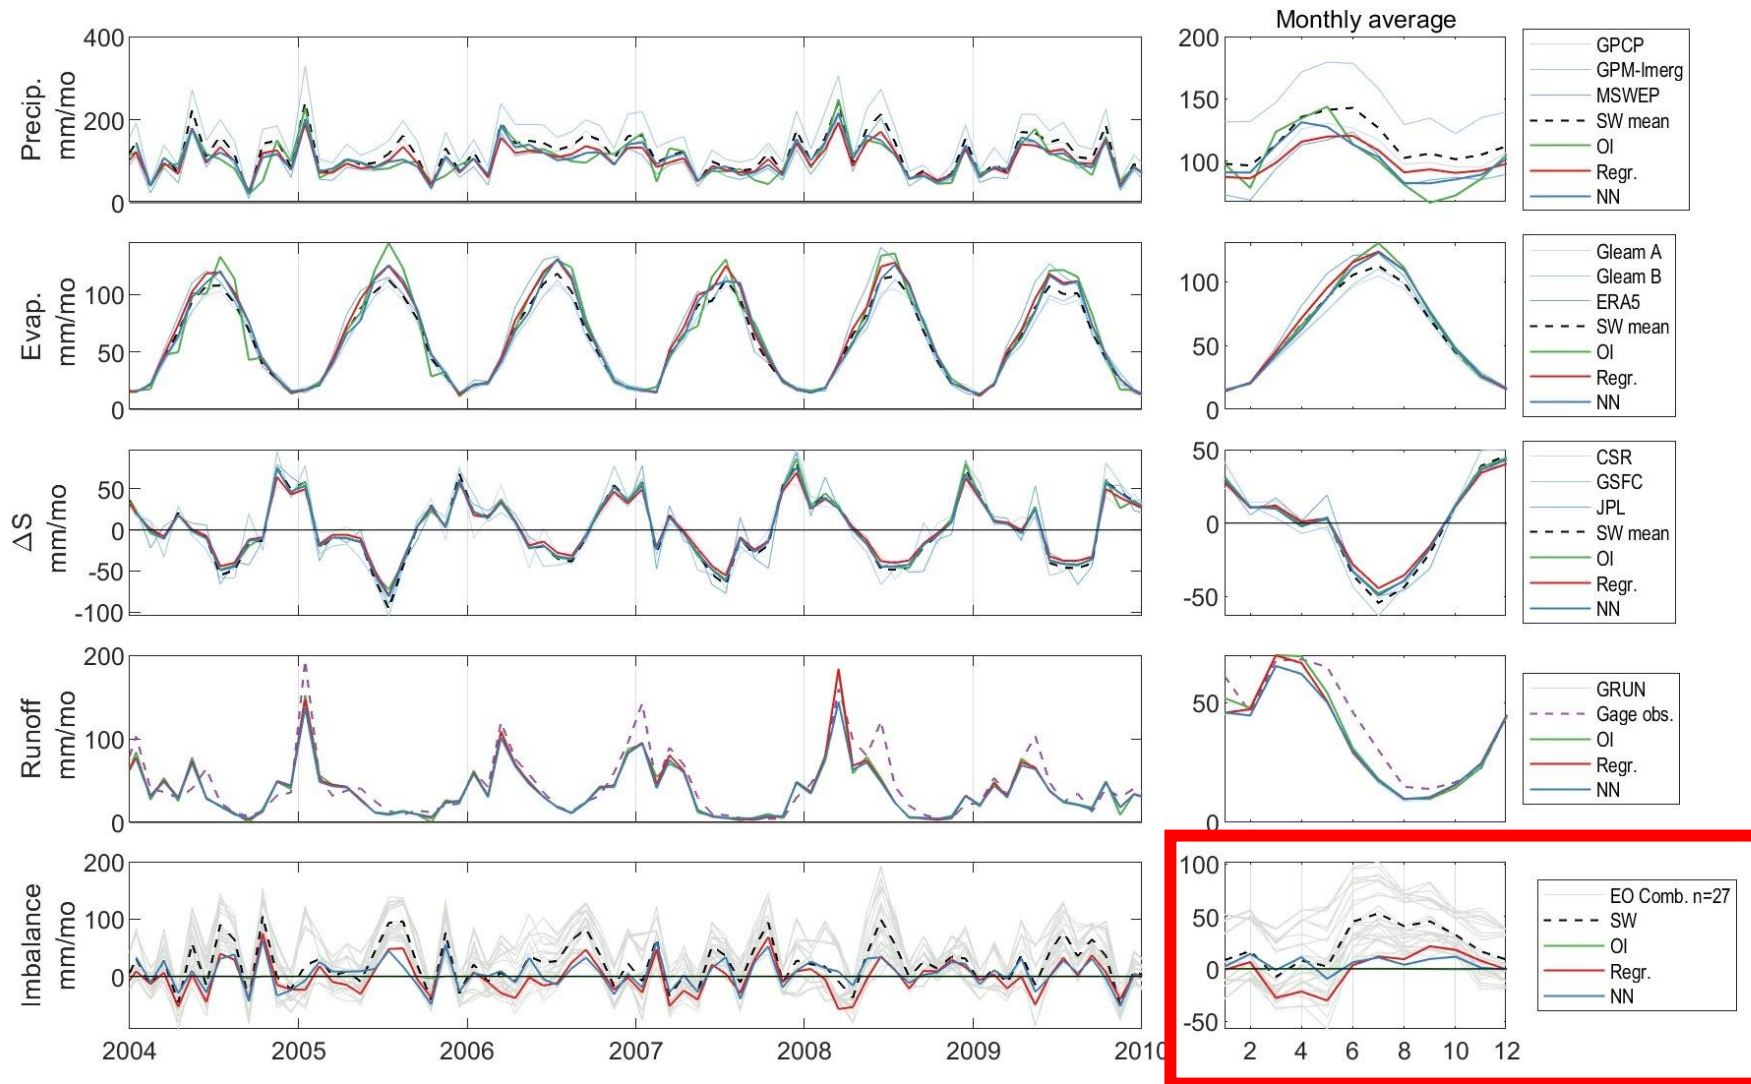 Monthly average
Precip.
mm/mo
400
200
0
200
150
100
GPCP
GPM-Imerg
MSWEP
SW mean
OI
Regr.
NN
Evap.
mm/mo
100
50
0
100
50
0
Gleam A
Gleam B
ERA5
SW mean
OI
Regr.
NN
ΔS
mm/mo
50
0
-50
-100
50
0
-50
CSR
GSFC
JPL
SW mean
OI
Regr.
NN
Runoff
mm/mo
200
100
0
50
0
GRUN
Gage obs.
OI
Regr.
NN
Imbalance
mm/mo
200
100
0
2004 2005 2006 2007 2008 2009 2010
100
50
0
-50
2 4 6 8 10 12
EO Comb. n=27
SW
OI
Regr.
NN